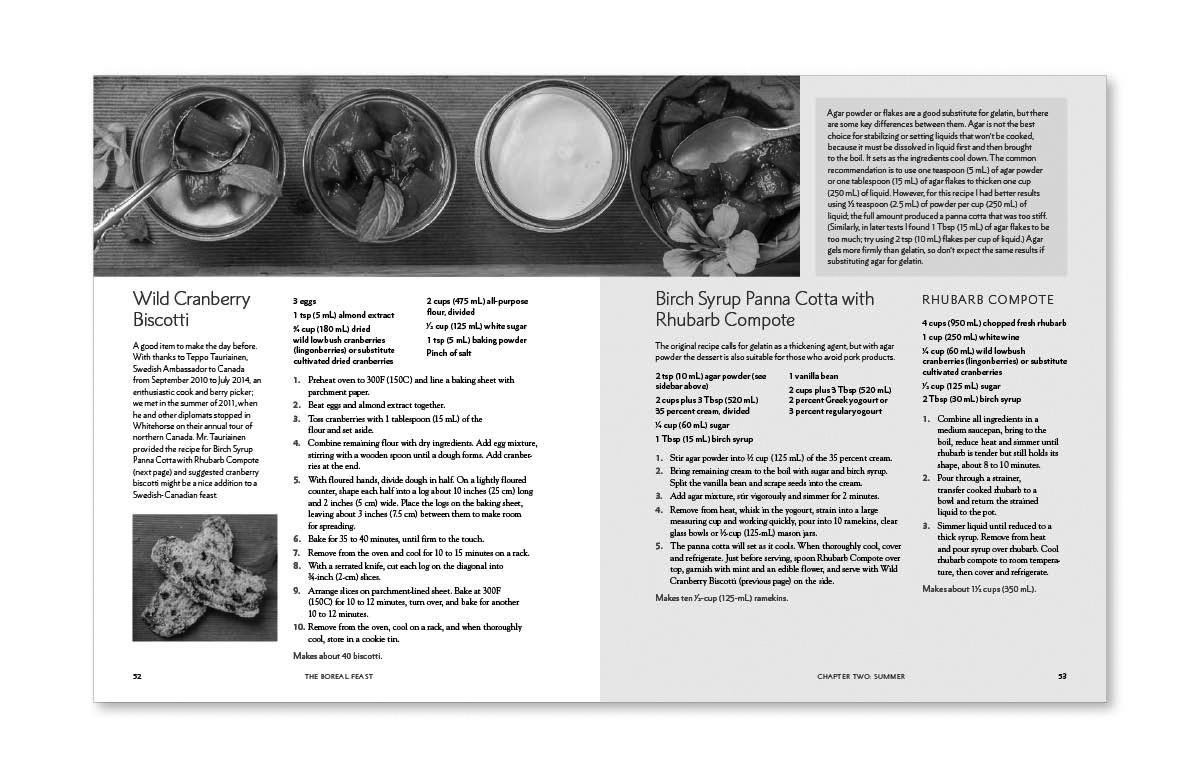 Agar powder or flakes are a good substitute for gelatin, but there
are some key differences between them. Agar is not the best
choice for stabilizing or setting liquids that won't be cooked,
because it must be dissolved in liquid first and then brought
to the boil. It sets as the ingredients cool down. The common
recommendation is to use one teaspoon (5 mL) of agar powder
or one tablespoon (15 mL) of agar flakes to thicken one cup
(250 mL) of liquid. However, for this recipe I had better results
using ½ teaspoon (2.5 mL) of powder per cup (250 mL) of
liquid; the full amount produced a panna cotta that was too stiff.
(Similarly, in later tests I found 1 Tbsp (15 mL) of agar flakes to be
too much; try using 2 tsp (10 mL) flakes per cup of liquid.) Agar
gels more firmly than gelatin, so don't expect the same results if
substituting agar for gelatin.
Wild Cranberry
Biscotti
A good item to make the day before.
With thanks to Teppo Tauriainen,
Swedish Ambassador to Canada
from September 2010 to July 2014, an
enthusiastic cook and berry picker;
we met in the summer of 2011, when
he and other diplomats stopped in
Whitehorse on their annual tour of
northern Canada. Mr. Tauriainen
provided the recipe for Birch Syrup
Panna Cotta with Rhubarb Compote
(next page) and suggested cranberry
biscotti might be a nice addition to a
Swedish-Canadian feast.
3 eggs
1 tsp (5 mL) almond extract
¾ cup (180 mL) dried
wild lowbush cranberries
(lingonberries) or substitute
cultivated dried cranberries
2 cups (475 mL) all-purpose
flour, divided
½ cup (125 mL) white sugar
1 tsp (5 mL) baking powder
Pinch of salt
1. Preheat oven to 300F (150C) and line a baking sheet with
parchment paper.
2. Beat eggs and almond extract together.
3. Toss cranberries with 1 tablespoon (15 mL) of the
flour and set aside.
4. Combine remaining flour with dry ingredients. Add egg mixture,
stirring with a wooden spoon until a dough forms. Add cranber-
ries at the end.
5. With floured hands, divide dough in half. On a lightly floured
counter, shape each half into a log about 10 inches (25 cm) long
and 2 inches (5 cm) wide. Place the logs on the baking sheet,
leaving about 3 inches (7.5 cm) between them to make room
for spreading.
6. Bake for 35 to 40 minutes, until firm to the touch.
7. Remove from the oven and cool for 10 to 15 minutes on a rack.
8. With a serrated knife, cut each log on the diagonal into
¾-inch (2-cm) slices.
9. Arrange slices on parchment-lined sheet. Bake at 300F
(150C) for 10 to 12 minutes, turn over, and bake for another
10 to 12 minutes.
10. Remove from the oven, cool on a rack, and when thoroughly
cool, store in a cookie tin.
Makes about 40 biscotti.
52
THE BOREAL FEAST
Birch Syrup Panna Cotta with
Rhubarb Compote
The original recipe calls for gelatin as a thickening agent, but with agar
powder the dessert is also suitable for those who avoid pork products.
2 tsp (10 mL) agar powder (see
sidebar above)
2 cups plus 3 Tbsp (520 mL)
35 percent cream, divided
¼ cup (60 mL) sugar
1 Tbsp (15 mL) birch syrup
1 vanilla bean
2 cups plus 3 Tbsp (520 mL)
2 percent Greek yogourt or
3 percent regular yogourt
1. Stir agar powder into ½ cup (125 mL) of the 35 percent cream.
2. Bring remaining cream to the boil with sugar and birch syrup.
Split the vanilla bean and scrape seeds into the cream.
3. Add agar mixture, stir vigorously and simmer for 2 minutes.
4. Remove from heat, whisk in the yogourt, strain into a large
measuring cup and working quickly, pour into 10 ramekins, clear
glass bowls or ½-cup (125-mL) mason jars.
5. The panna cotta will set as it cools. When thoroughly cool, cover
and refrigerate. Just before serving, spoon Rhubarb Compote over
top, garnish with mint and an edible flower, and serve with Wild
Cranberry Biscotti (previous page) on the side.
Makes ten ½-cup (125-mL) ramekins.
RHUBARB COMPOTE
4 cups (950 mL) chopped fresh rhubarb
1 cup (250 mL) white wine
¼ cup (60 mL) wild lowbush
cranberries (lingonberries) or substitute
cultivated cranberries
½ cup (125 mL) sugar
2 Tbsp (30 mL) birch syrup
1. Combine all ingredients in a
medium saucepan, bring to the
boil, reduce heat and simmer until
rhubarb is tender but still holds its
shape, about 8 to 10 minutes.
2. Pour through a strainer,
transfer cooked rhubarb to a
bowl and return the strained
liquid to the pot.
3. Simmer liquid until reduced to a
thick syrup. Remove from heat
and pour syrup over rhubarb. Cool
rhubarb compote to room tempera-
ture, then cover and refrigerate.
Makes about 1½ cups (350 mL).
CHAPTER TWO: SUMMER
53